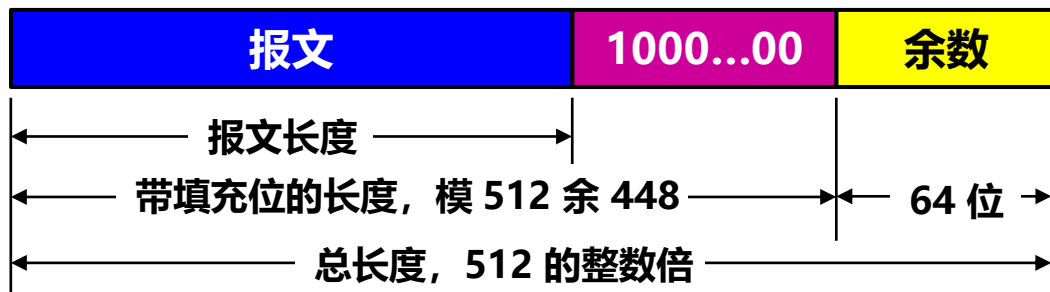 报文 1000...00 余数
报文长度
带填充位的长度，模 512 余 448 64 位
总长度，512 的整数倍